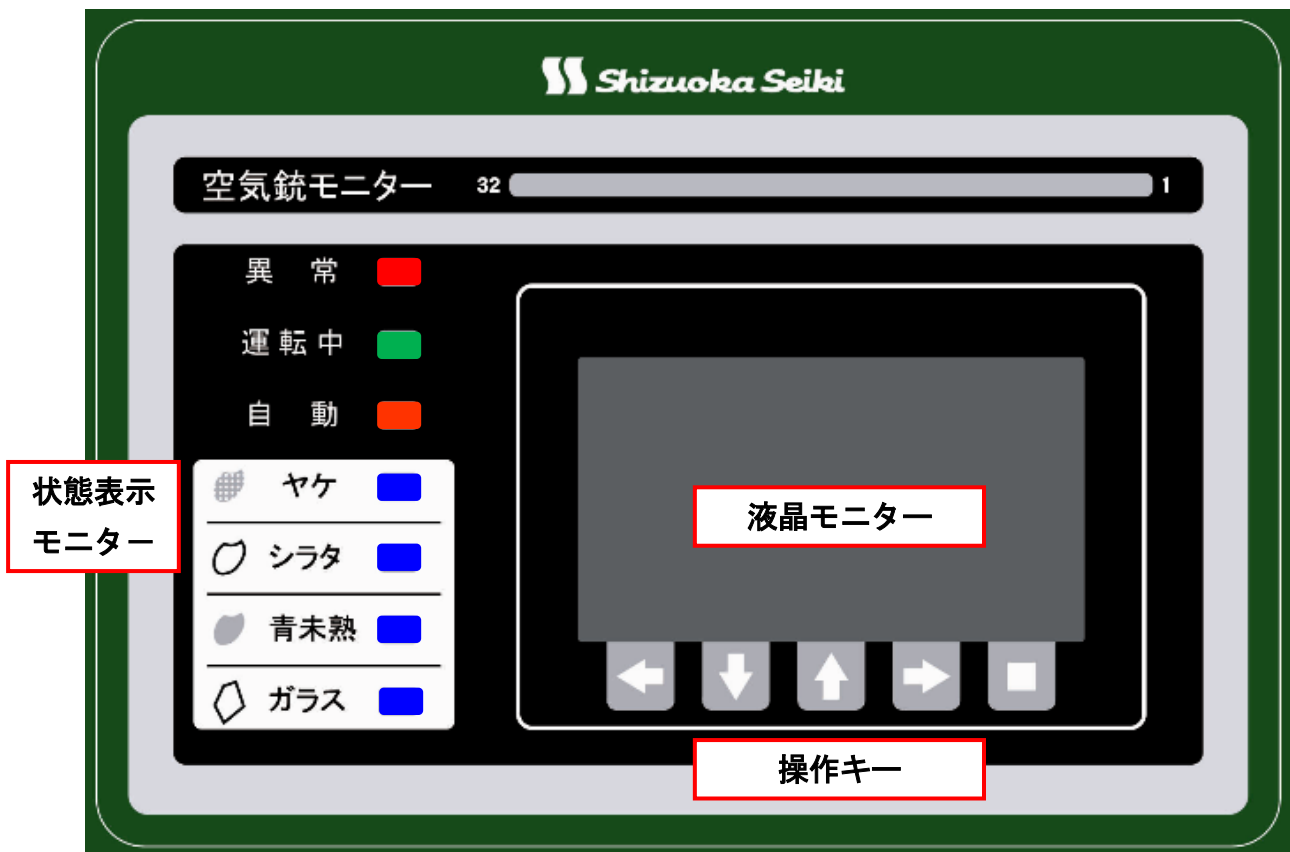 Shizuoka Seiki
空気銃モニター 32 1
異常
運転中
自動
状態表示
モニター
ヤケ
シラタ
青未熟
ガラス
液晶モニター
操作キー